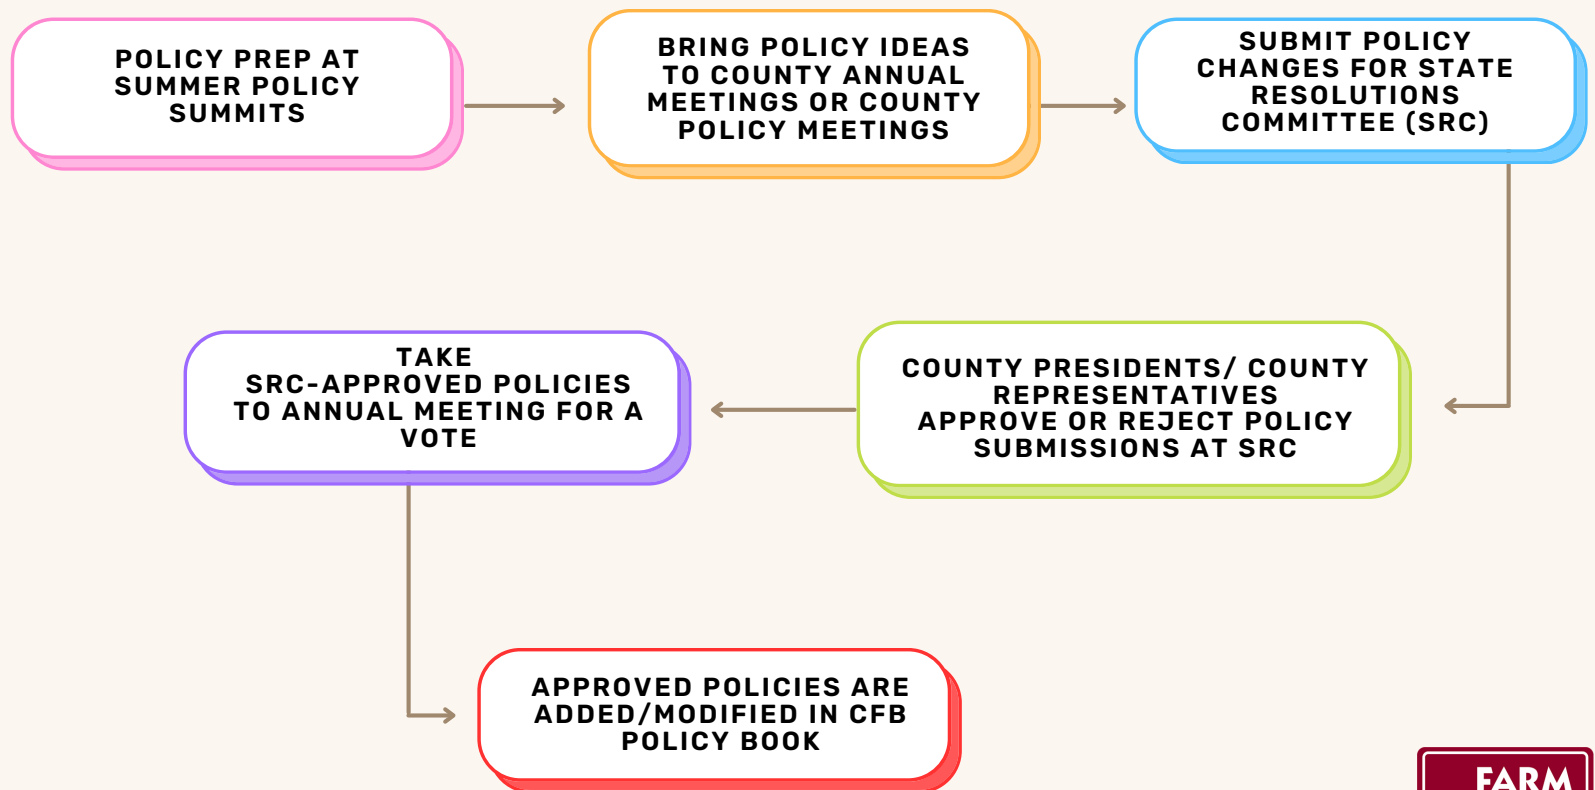 POLICY PREP AT
SUMMER POLICY
SUMMITS
BRING POLICY IDEAS
TO COUNTY ANNUAL
MEETINGS OR COUNTY
POLICY MEETINGS
SUBMIT POLICY
CHANGES FOR STATE
RESOLUTIONS
COMMITTEE (SRC)
COUNTY PRESIDENTS/ COUNTY
REPRESENTATIVES
APPROVE OR REJECT POLICY
SUBMISSIONS AT SRC
TAKE
SRC-APPROVED POLICIES
TO ANNUAL MEETING FOR A
VOTE
APPROVED POLICIES ARE
ADDED/MODIFIED IN CFB
POLICY BOOK
FARM